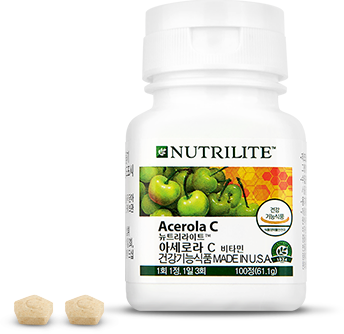 NUTRILITE™
Acerola C
뉴트리라이트™
아세로라 C 비타민
건강기능식품 MADE IN U.S.A.
1회 1정, 1일 3회 100정(61.1g)
건강
기능식품